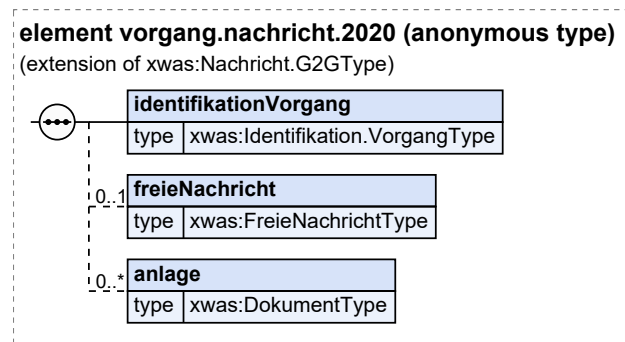 element vorgang.nachricht.2020 (anonymous type)
(extension of xwas:Nachricht.G2GType)
identifikationVorgang
type xwas:Identifikation.VorgangType
0..1 freieNachricht
type xwas:FreieNachrichtType
0..* anlage
type xwas:DokumentType